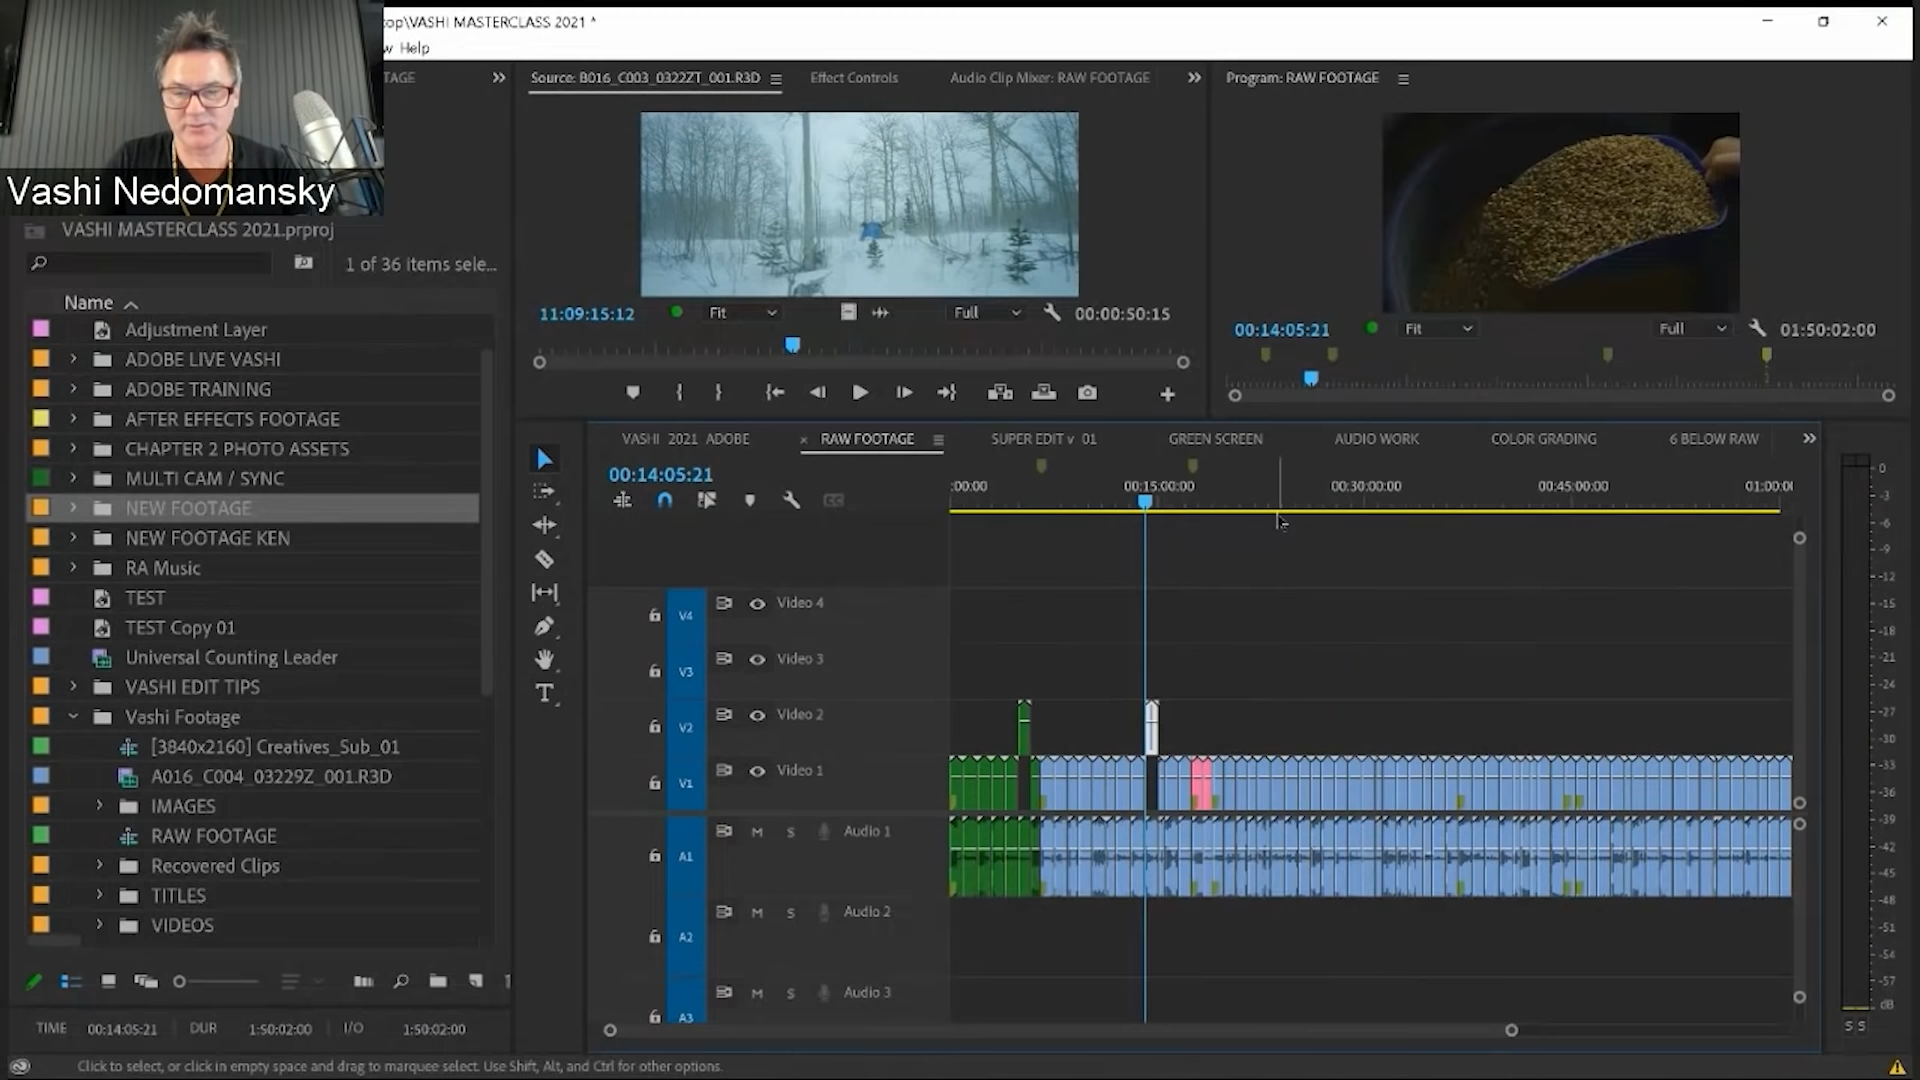 op\VASHI MASTERCLASS 2021 *
w Help
Vashi Nedomansky
TAGE
Source: B016_C003_0322ZT_001.R3D
Effect Controls
Audio Clip Mixer: RAW FOOTAGE
Program: RAW FOOTAGE
VASHI MASTERCLASS 2021.prproj
1 of 36 items sele...
Name
Adjustment Layer
ADOBE LIVE VASHI
ADOBE TRAINING
AFTER EFFECTS FOOTAGE
CHAPTER 2 PHOTO ASSETS
MULTI CAM / SYNC
NEW FOOTAGE
NEW FOOTAGE KEN
RA Music
TEST
TEST Copy 01
Universal Counting Leader
VASHI EDIT TIPS
Vashi Footage
[3840x2160] Creatives_Sub_01
A016_C004_03229Z_001.R3D
IMAGES
RAW FOOTAGE
Recovered Clips
TITLES
VIDEOS
TIME 00:14:05:21 DUR 1:50:02:00 I/O 1:50:02:00
11:09:15:12 Fit Full 00:00:50:15
00:14:05:21 Fit Full 01:50:02:00
VASHI 2021 ADOBE
× RAW FOOTAGE
SUPER EDIT v 01
GREEN SCREEN
AUDIO WORK
COLOR GRADING
6 BELOW RAW
00:14:05:21
:00:00 00:15:00:00 00:30:00:00 00:45:00:00 01:00:0
V4 Video 4
V3 Video 3
V2 Video 2
V1 Video 1
A1 M S Audio 1
A2 M S Audio 2
A3 M S Audio 3
0
-3
-6
-9
-12
-15
-18
-21
-24
-27
-30
-33
-36
-39
-42
-45
-48
-51
-54
-57
dB
S S
Click to select, or click in empty space and drag to marquee select. Use Shift, Alt, and Ctrl for other options.